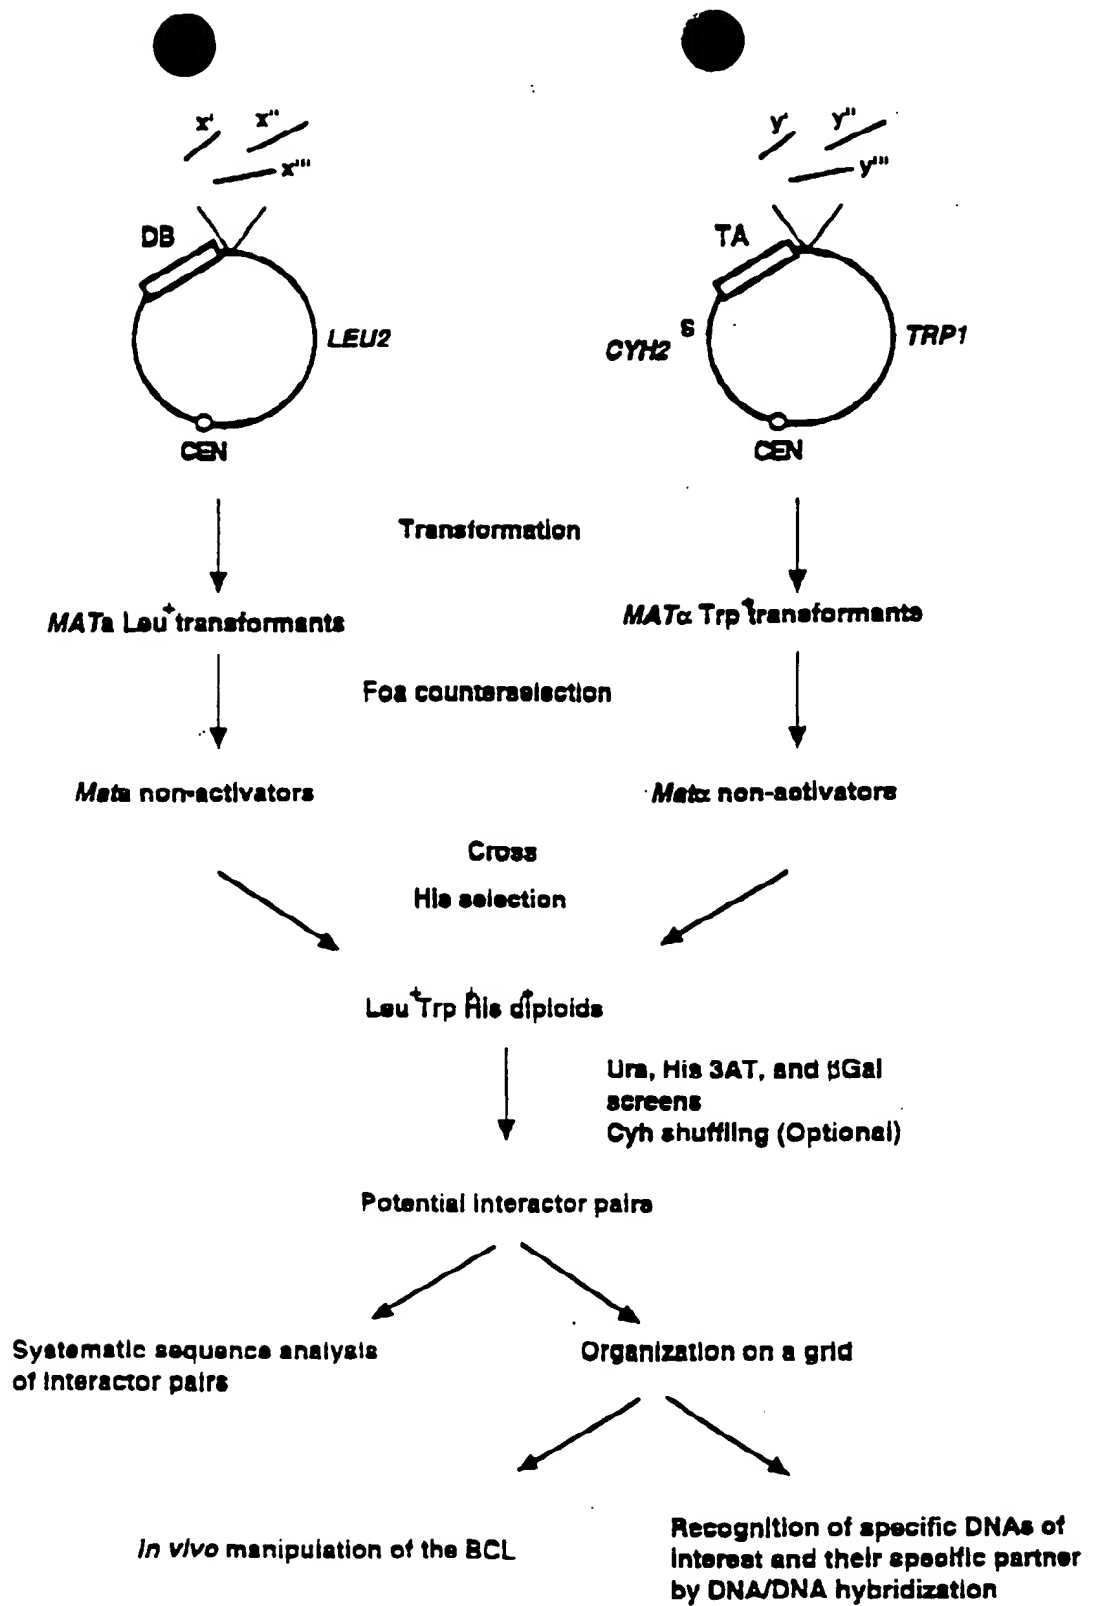 x' x'' y' y''
x''' y'''
DB TA
LEU2 CYH2 S TRP1
CEN CEN
Transformation
MATa Leu+ transformants MATα Trp+ transformants
Foa counterselection
Mata non-activators Matα non-activators
Cross
His selection
Leu+ Trp+ His+ diploids
Ura, His 3AT, and βGal
screens
Cyh shuffling (Optional)
Potential interactor pairs
Systematic sequence analysis
of interactor pairs
Organization on a grid
In vivo manipulation of the BCL
Recognition of specific DNAs of
interest and their specific partner
by DNA/DNA hybridization